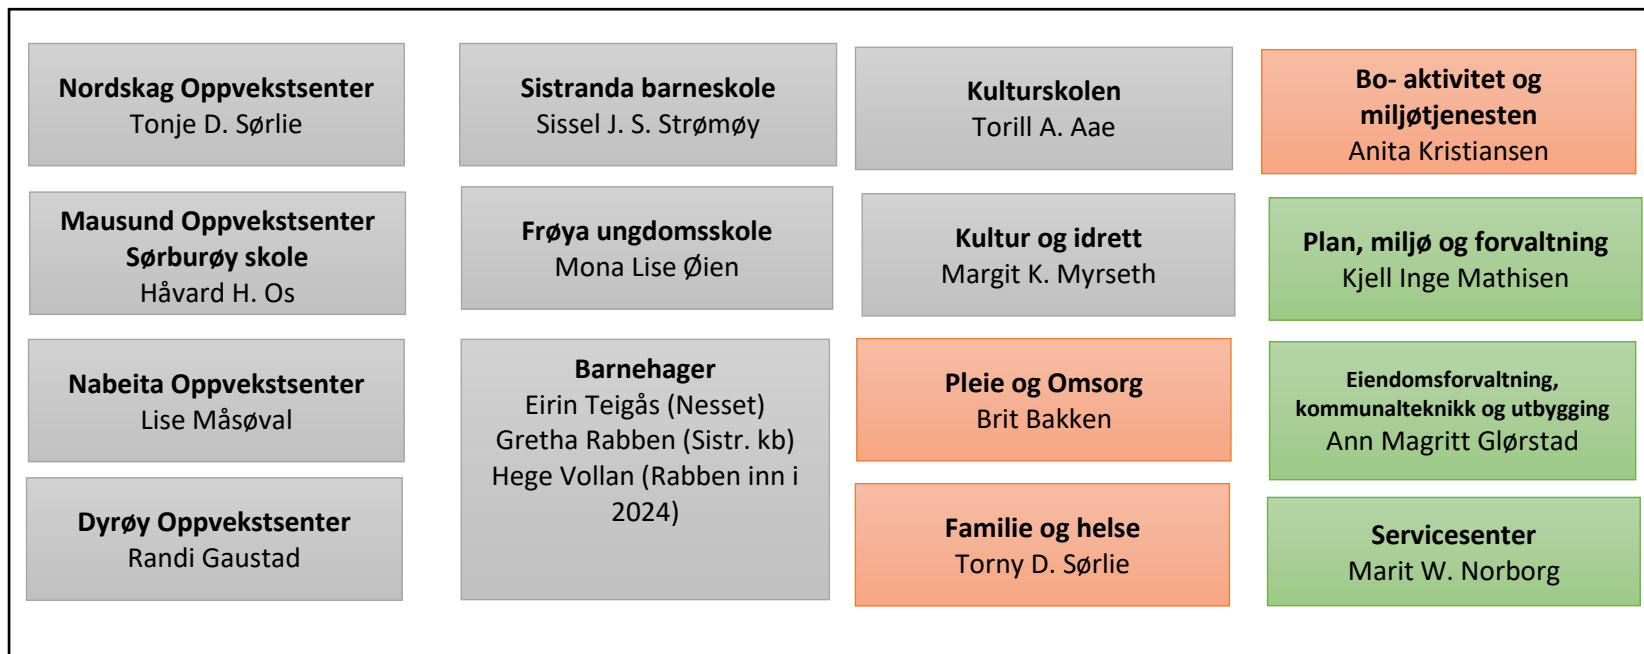 Nordskag Oppvekstsenter
Tonje D. Sørlie
Mausund Oppvekstsenter
Sørburøy skole
Håvard H. Os
Nabeita Oppvekstsenter
Lise Måsøval
Dyrøy Oppvekstsenter
Randi Gaustad
Sistranda barneskole
Sissel J. S. Strømøy
Frøya ungdomsskole
Mona Lise Øien
Barnehager
Eirin Teigås (Nesset)
Gretha Rabben (Sistr. kb)
Hege Vollan (Rabben inn i
2024)
Kulturskolen
Torill A. Aae
Kultur og idrett
Margit K. Myrseth
Pleie og Omsorg
Brit Bakken
Familie og helse
Torny D. Sørlie
Bo- aktivitet og
miljøtjenesten
Anita Kristiansen
Plan, miljø og forvaltning
Kjell Inge Mathisen
Eiendomsforvaltning,
kommunalteknikk og utbygging
Ann Magritt Glørstad
Servicesenter
Marit W. Norborg